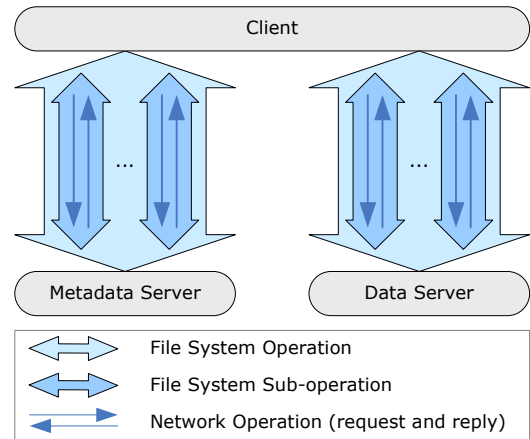 Client
...
...
Metadata Server
Data Server
File System Operation
File System Sub-operation
Network Operation (request and reply)